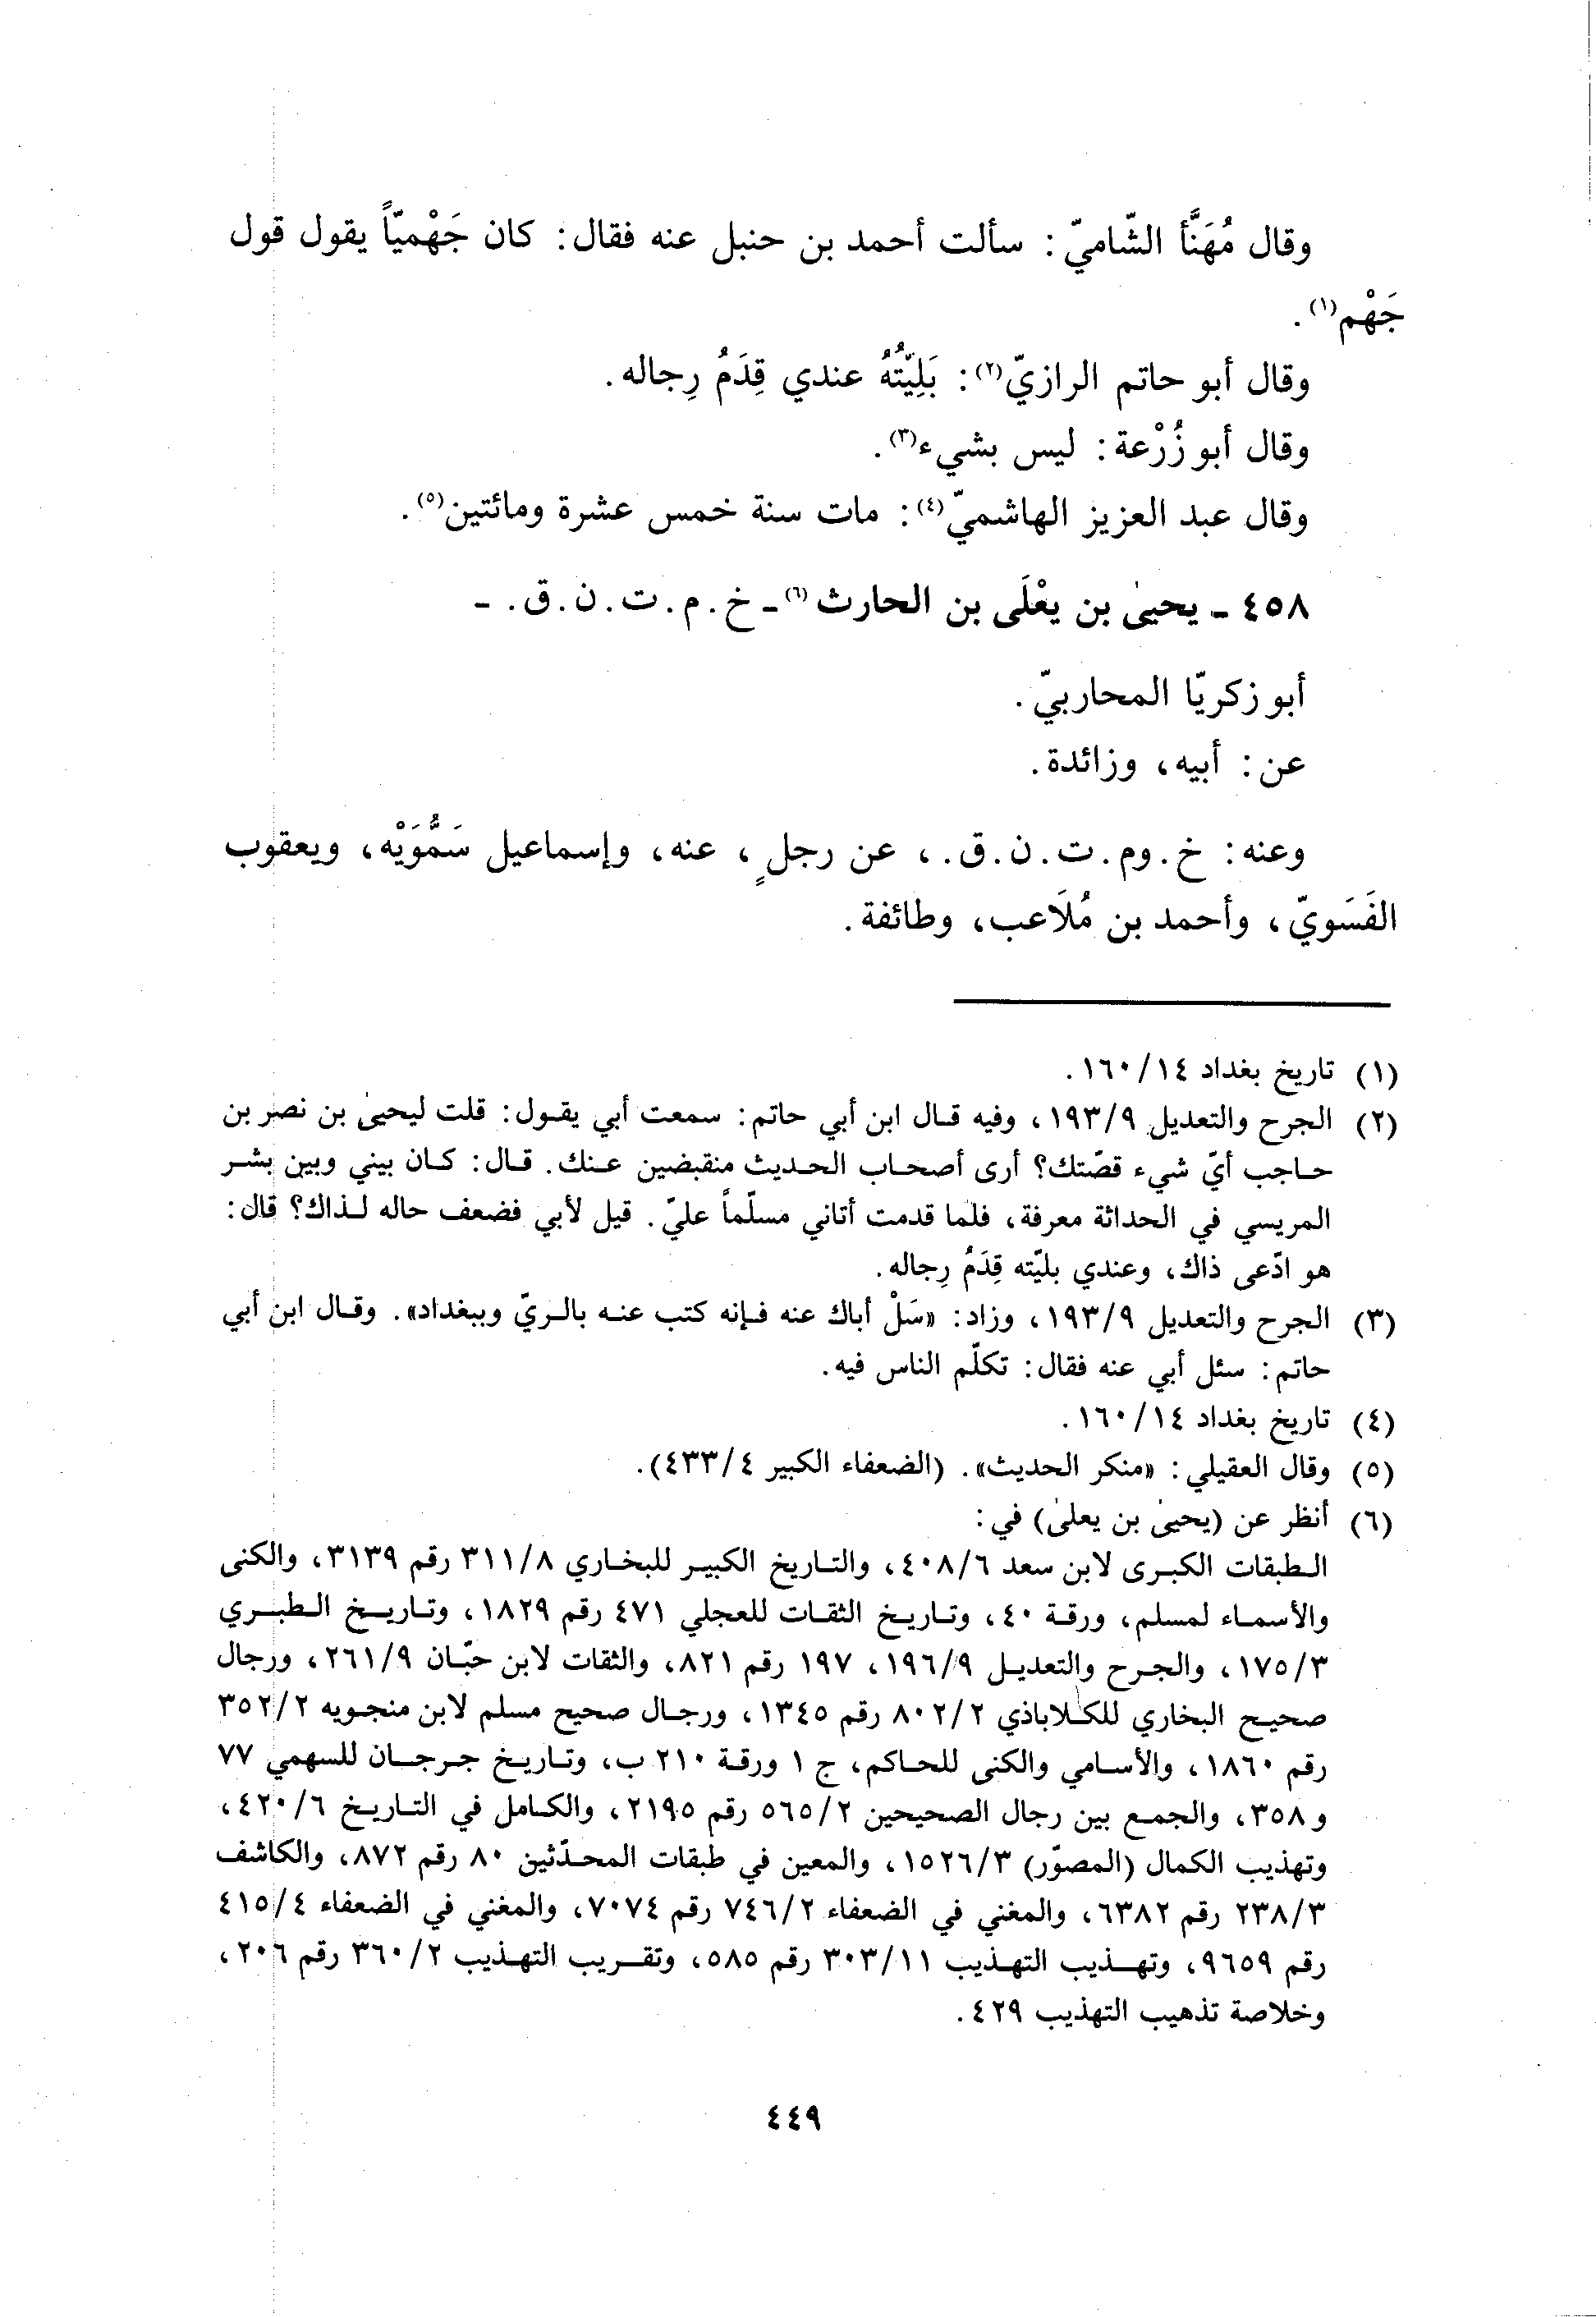 وقال مُهَنَّأ الشّاميّ: سألت أحمد بن حنبل عنه فقال: كان جَهْميّاً يقول قول
جَهْم(١).
وقال أبو حاتم الرازيّ(٢): بَلِيّتُهُ عندي قِدَمُ رِجاله.
وقال أبو زُرْعة: ليس بشيء(٣).
وقال عبد العزيز الهاشميّ(٤): مات سنة خمس عشرة ومائتين(٥).
٤٥٨ - يحيىٰ بن يعْلَى بن الحارث(٦) - خ. م. ت. ن. ق. -
أبو زكريّا المحاربيّ.
عن: أبيه، وزائدة.
وعنه: خ. وم. ت. ن. ق.، عن رجلٍ، عنه، وإسماعيل سَمُّوَيْه، ويعقوب
الفَسَويّ، وأحمد بن مُلَاعب، وطائفة.
(١) تاريخ بغداد ١٤/١٦٠.
(٢) الجرح والتعديل ٩/١٩٣، وفيه قال ابن أبي حاتم: سمعت أبي يقول: قلت ليحيىٰ بن نصر بن
حاجب أيّ شيء قصّتك؟ أرى أصحاب الحديث منقبضين عنك. قال: كان بيني وبين بشر
المريسي في الحداثة معرفة، فلما قدمت أتاني مسلّماً عليّ. قيل لأبي فضعف حاله لذاك؟ قال:
هو ادّعى ذاك، وعندي بليّته قِدَمُ رِجاله.
(٣) الجرح والتعديل ٩/١٩٣، وزاد: «سَلْ أباك عنه فإنه كتب عنه بالريّ وببغداد». وقال ابن أبي
حاتم: سئل أبي عنه فقال: تكلّم الناس فيه.
(٤) تاريخ بغداد ١٤/١٦٠.
(٥) وقال العقيلي: «منكر الحديث». (الضعفاء الكبير ٤/٤٣٣).
(٦) أنظر عن (يحيىٰ بن يعلىٰ) في:
الطبقات الكبرى لابن سعد ٦/٤٠٨، والتاريخ الكبير للبخاري ٨/٣١١ رقم ٣١٣٩، والكنى
والأسماء لمسلم، ورقة ٤٠، وتاريخ الثقات للعجلي ٤٧١ رقم ١٨٢٩، وتاريخ الطبري
٣/١٧٥، والجرح والتعديل ٩/١٩٦، ١٩٧ رقم ٨٢١، والثقات لابن حبّان ٩/٢٦١، ورجال
صحيح البخاري للكلاباذي ٢/٨٠٢ رقم ١٣٤٥، ورجال صحيح مسلم لابن منجويه ٢/٣٥٢
رقم ١٨٦٠، والأسامي والكنى للحاكم، ج ١ ورقة ٢١٠ ب، وتاريخ جرجان للسهمي ٧٧
و ٣٥٨، والجمع بين رجال الصحيحين ٢/٥٦٥ رقم ٢١٩٥، والكامل في التاريخ ٦/٤٢٠،
وتهذيب الكمال (المصوّر) ٣/١٥٢٦، والمعين في طبقات المحدّثين ٨٠ رقم ٨٧٢، والكاشف
٣/٢٣٨ رقم ٦٣٨٢، والمغني في الضعفاء ٢/٧٤٦ رقم ٧٠٧٤، والمغني في الضعفاء ٤/٤١٥
رقم ٩٦٥٩، وتهذيب التهذيب ١١/٣٠٣ رقم ٥٨٥، وتقريب التهذيب ٢/٣٦٠ رقم ٢٠٦،
وخلاصة تذهيب التهذيب ٤٢٩.
٤٤٩